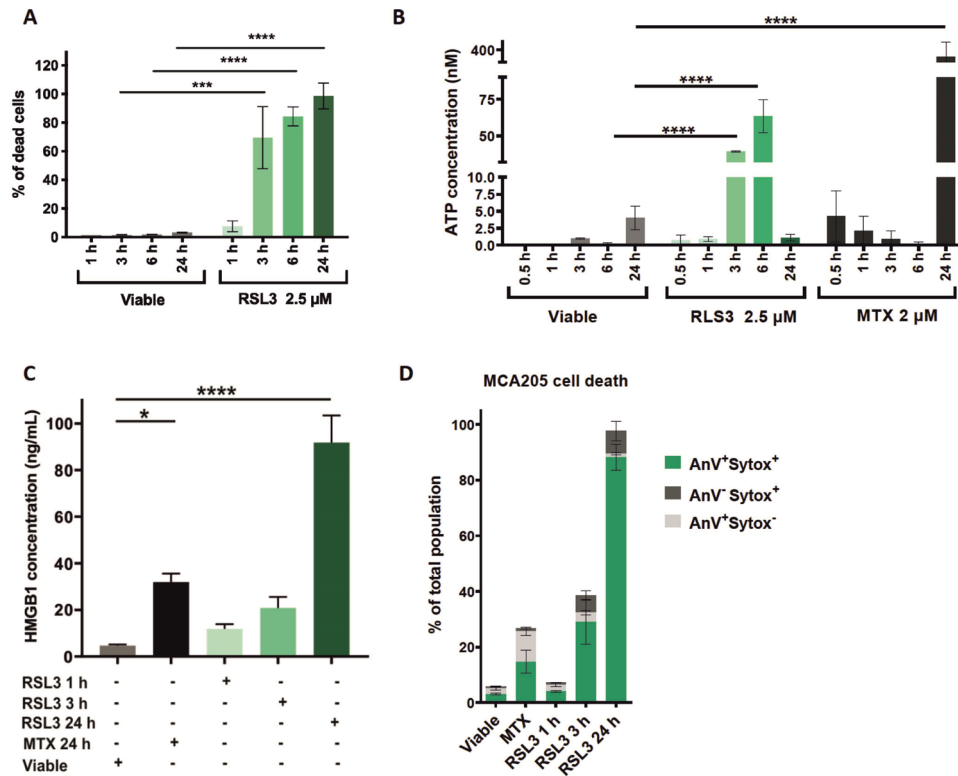 A
% of dead cells
120
100
80
60
40
20
0
****
****
***
1 h
3 h
6 h
24 h
1 h
3 h
6 h
24 h
Viable
RSL3 2.5 µM
B
ATP concentration (nM)
400
75
50
10.0
7.5
5.0
2.5
0.0
****
****
****
0.5 h
1 h
3 h
6 h
24 h
0.5 h
1 h
3 h
6 h
24 h
0.5 h
1 h
3 h
6 h
24 h
Viable
RLS3 2.5 µM
MTX 2 µM
C
HMGB1 concentration (ng/mL)
100
80
60
40
20
0
****
*
RSL3 1 h - - + - -
RSL3 3 h - - - + -
RSL3 24 h - - - - +
MTX 24 h - + - - -
Viable + - - - -
D
MCA205 cell death
% of total population
100
80
60
40
20
0
Viable
MTX
RSL3 1 h
RSL3 3 h
RSL3 24 h
AnV⁺Sytox⁺
AnV⁻Sytox⁺
AnV⁺Sytox⁻